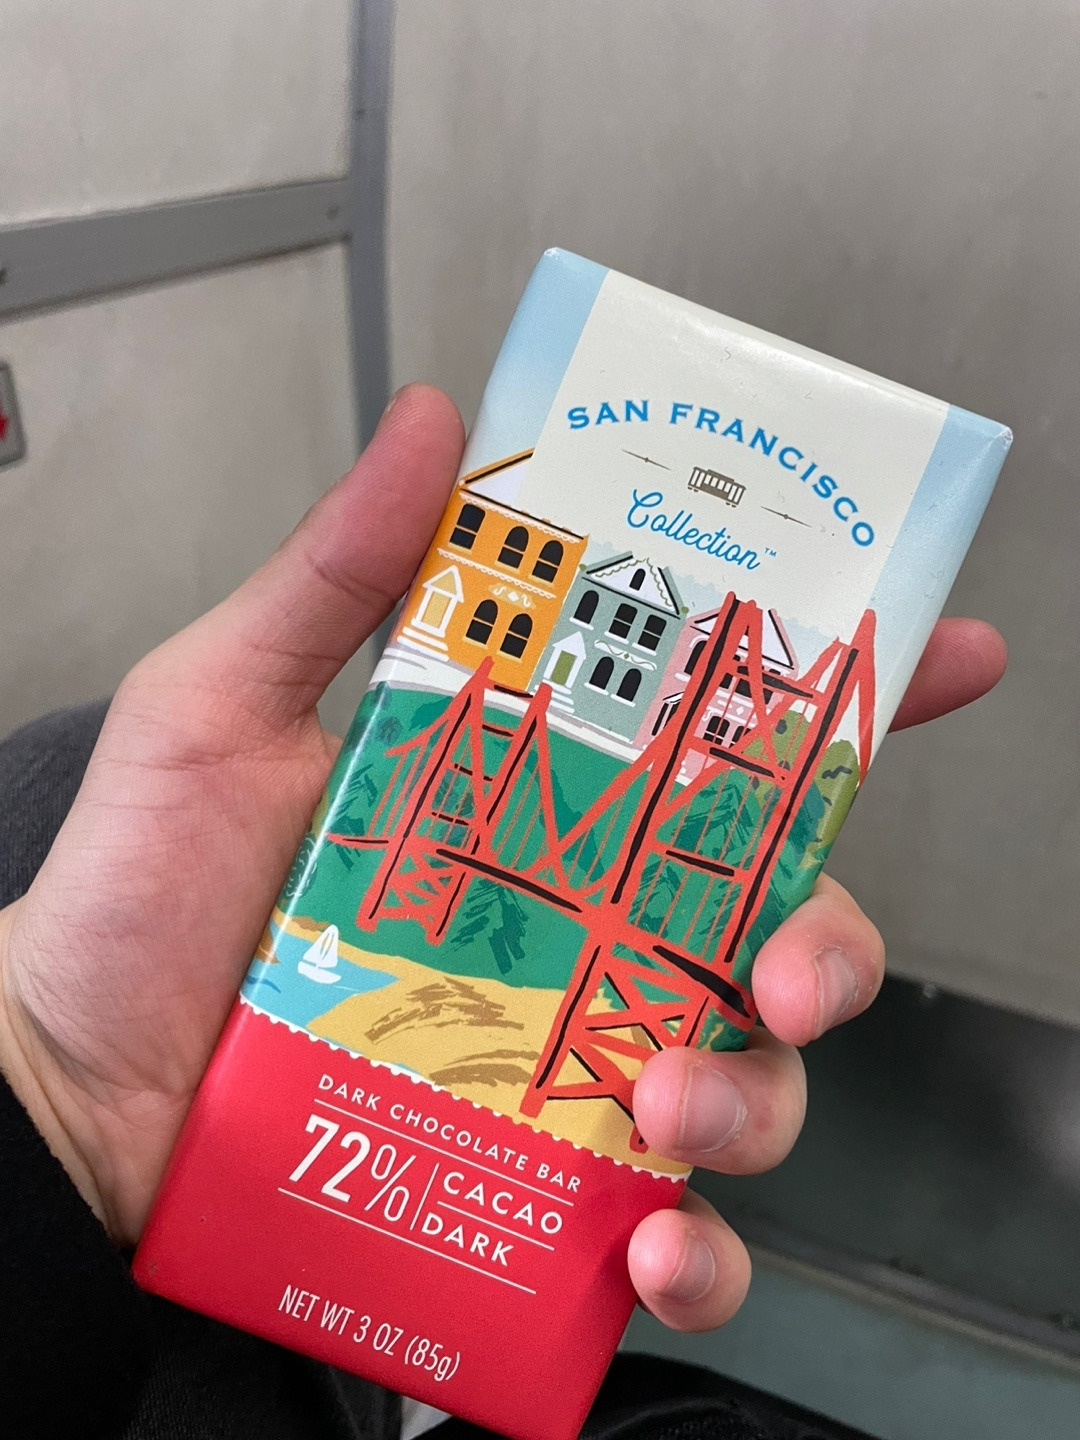 SAN FRANCISCO
Collection™
DARK CHOCOLATE BAR
72% CACAO
DARK
NET WT 3 OZ (85g)